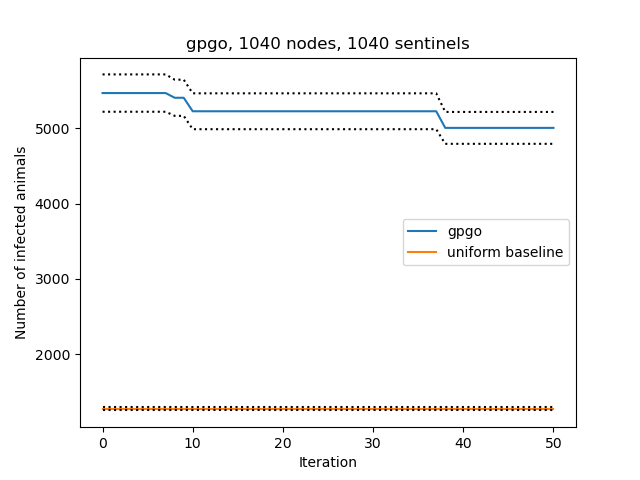 gpgo, 1040 nodes, 1040 sentinels
Number of infected animals
5000
4000
3000
2000
gpgo
uniform baseline
0 10 20 30 40 50
Iteration